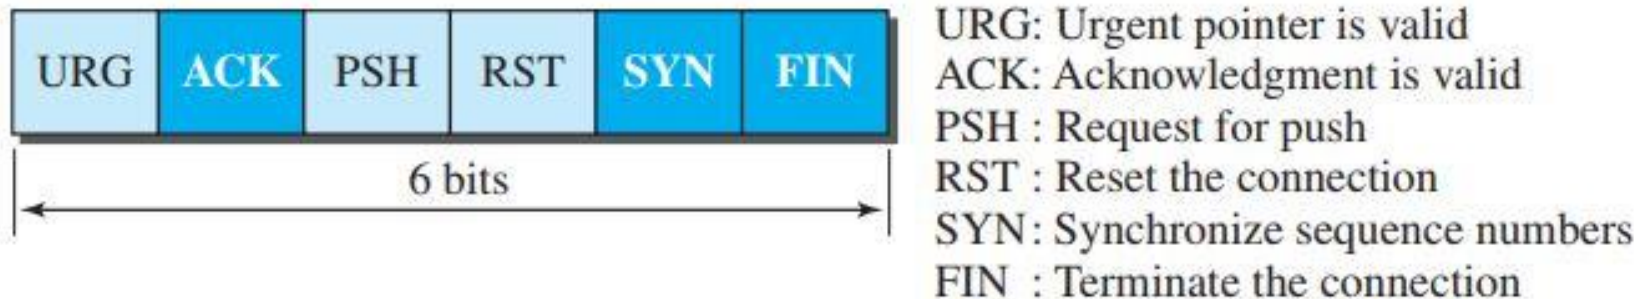 URG ACK PSH RST SYN FIN
6 bits
URG: Urgent pointer is valid
ACK: Acknowledgment is valid
PSH : Request for push
RST : Reset the connection
SYN: Synchronize sequence numbers
FIN : Terminate the connection